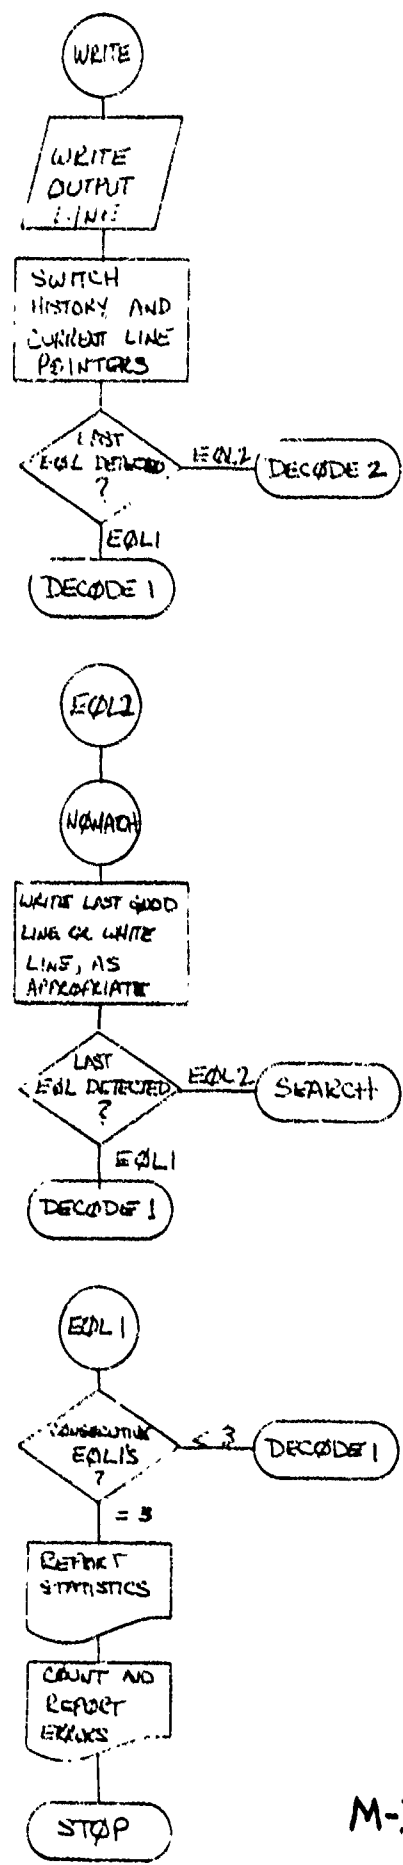 WRITE
WRITE
OUTPUT
LINE
SWITCH
HISTORY AND
CURRENT LINE
POINTERS
LAST
EØL DETECTED
?
EØL2
DECØDE 2
EØL1
DECØDE 1
EØL2
NØMATCH
WRITE LAST GOOD
LINE OR WHITE
LINE, AS
APPROPRIATE
LAST
EØL DETECTED
?
EØL2
SEARCH
EØL1
DECØDE 1
EØL 1
CONSECUTIVE
EØL1'S
?
< 3
DECØDE 1
= 3
REPORT
STATISTICS
COUNT AND
REPORT
ERRORS
STØP